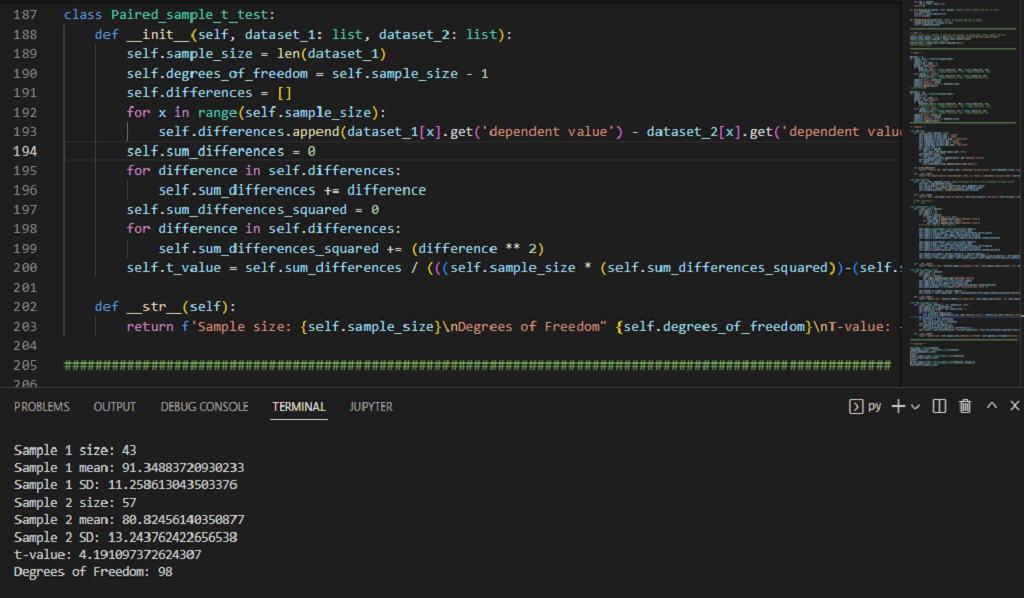 187 class Paired_sample_t_test:
188 def __init__(self, dataset_1: list, dataset_2: list):
189 self.sample_size = len(dataset_1)
190 self.degrees_of_freedom = self.sample_size - 1
191 self.differences = []
192 for x in range(self.sample_size):
193 self.differences.append(dataset_1[x].get('dependent value') - dataset_2[x].get('dependent valu
194 self.sum_differences = 0
195 for difference in self.differences:
196 self.sum_differences += difference
197 self.sum_differences_squared = 0
198 for difference in self.differences:
199 self.sum_differences_squared += (difference ** 2)
200 self.t_value = self.sum_differences / (((self.sample_size * (self.sum_differences_squared))-(self.
201
202 def __str__(self):
203 return f'Sample size: {self.sample_size}\nDegrees of Freedom" {self.degrees_of_freedom}\nT-value:
204
205 ############################################################################################################
206
PROBLEMS OUTPUT DEBUG CONSOLE TERMINAL JUPYTER py
Sample 1 size: 43
Sample 1 mean: 91.34883720930233
Sample 1 SD: 11.258613043503376
Sample 2 size: 57
Sample 2 mean: 80.82456140350877
Sample 2 SD: 13.243762422656538
t-value: 4.191097372624307
Degrees of Freedom: 98